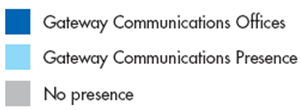 Gateway Communications Offices
Gateway Communications Presence
No presence